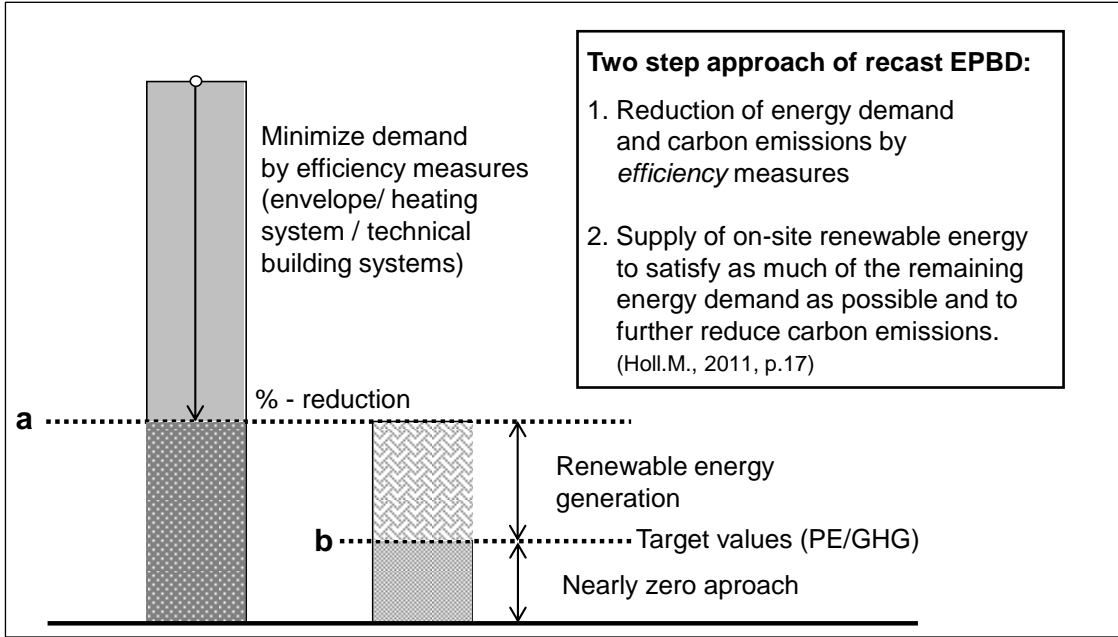 Two step approach of recast EPBD:
1. Reduction of energy demand
and carbon emissions by
efficiency measures
2. Supply of on-site renewable energy
to satisfy as much of the remaining
energy demand as possible and to
further reduce carbon emissions.
(Holl.M., 2011, p.17)
Minimize demand
by efficiency measures
(envelope/ heating
system / technical
building systems)
% - reduction
a
Renewable energy
generation
b
Target values (PE/GHG)
Nearly zero aproach